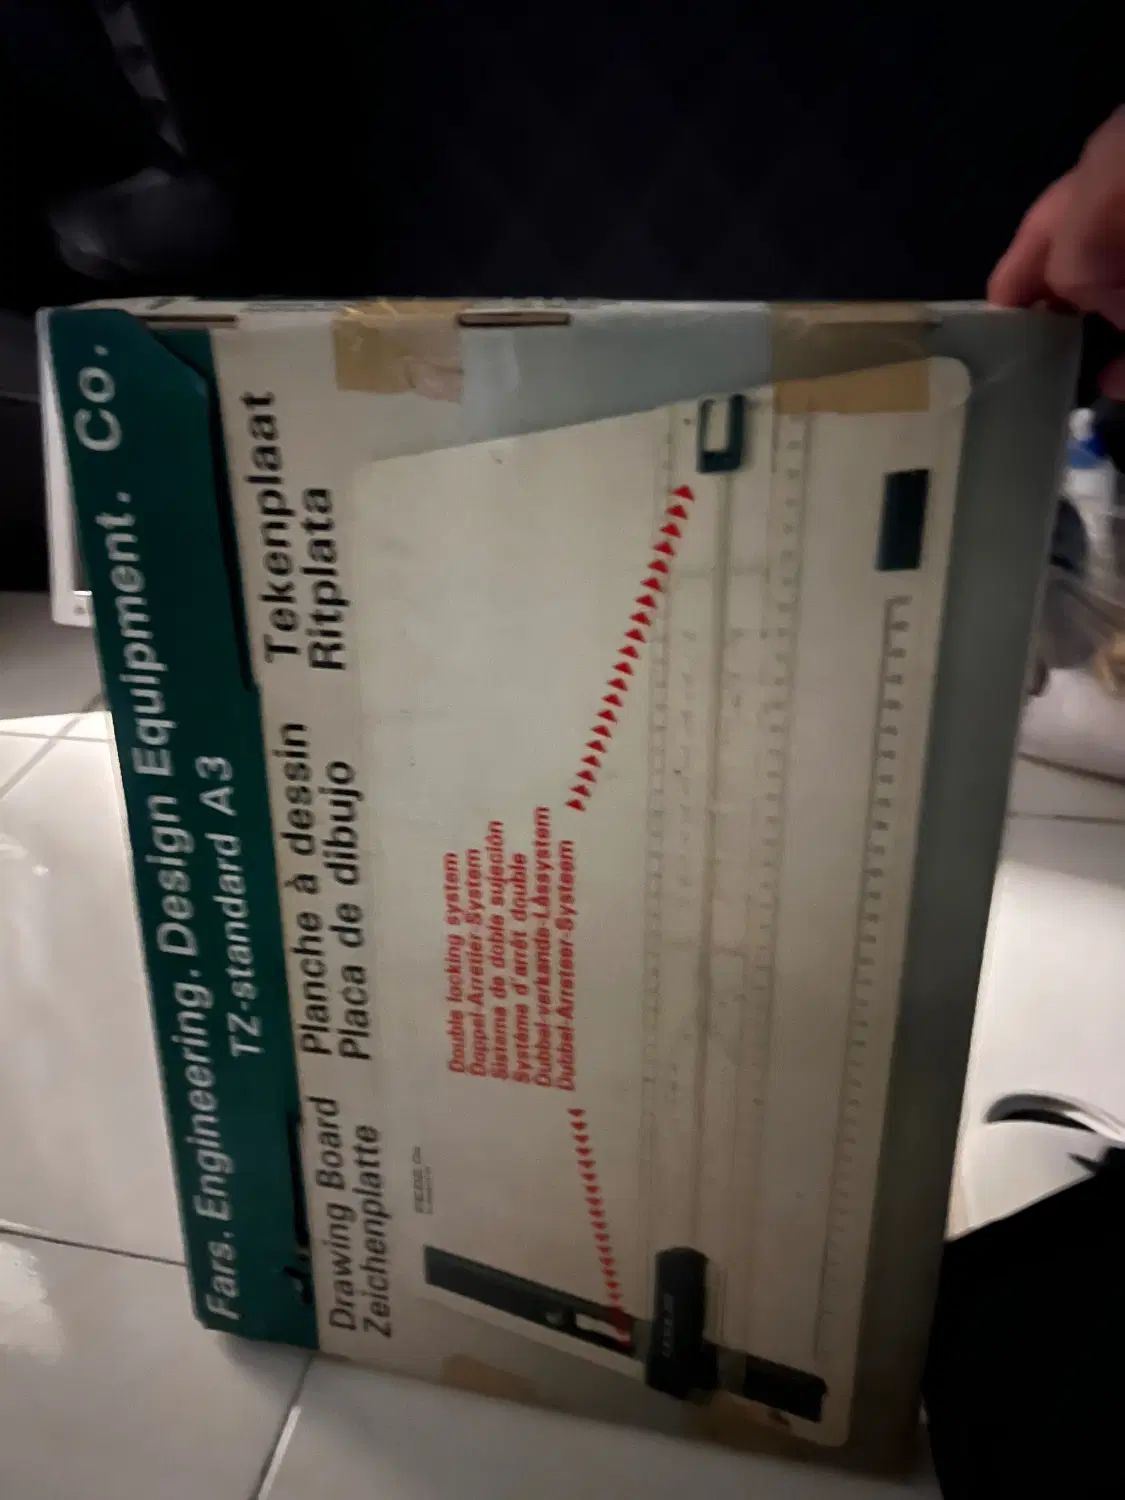 Fars. Engineering. Design Equipment. Co.
TZ-standard A3
Drawing Board Planche à dessin Tekenplaat
Zeichenplatte Placa de dibujo Ritplata
Double locking system
Doppel-Arretier-System
Sistema de doble sujeción
Système d'arrêt double
Dubbel-verkande-Låssystem
Dubbel-Arreteer-Systeem